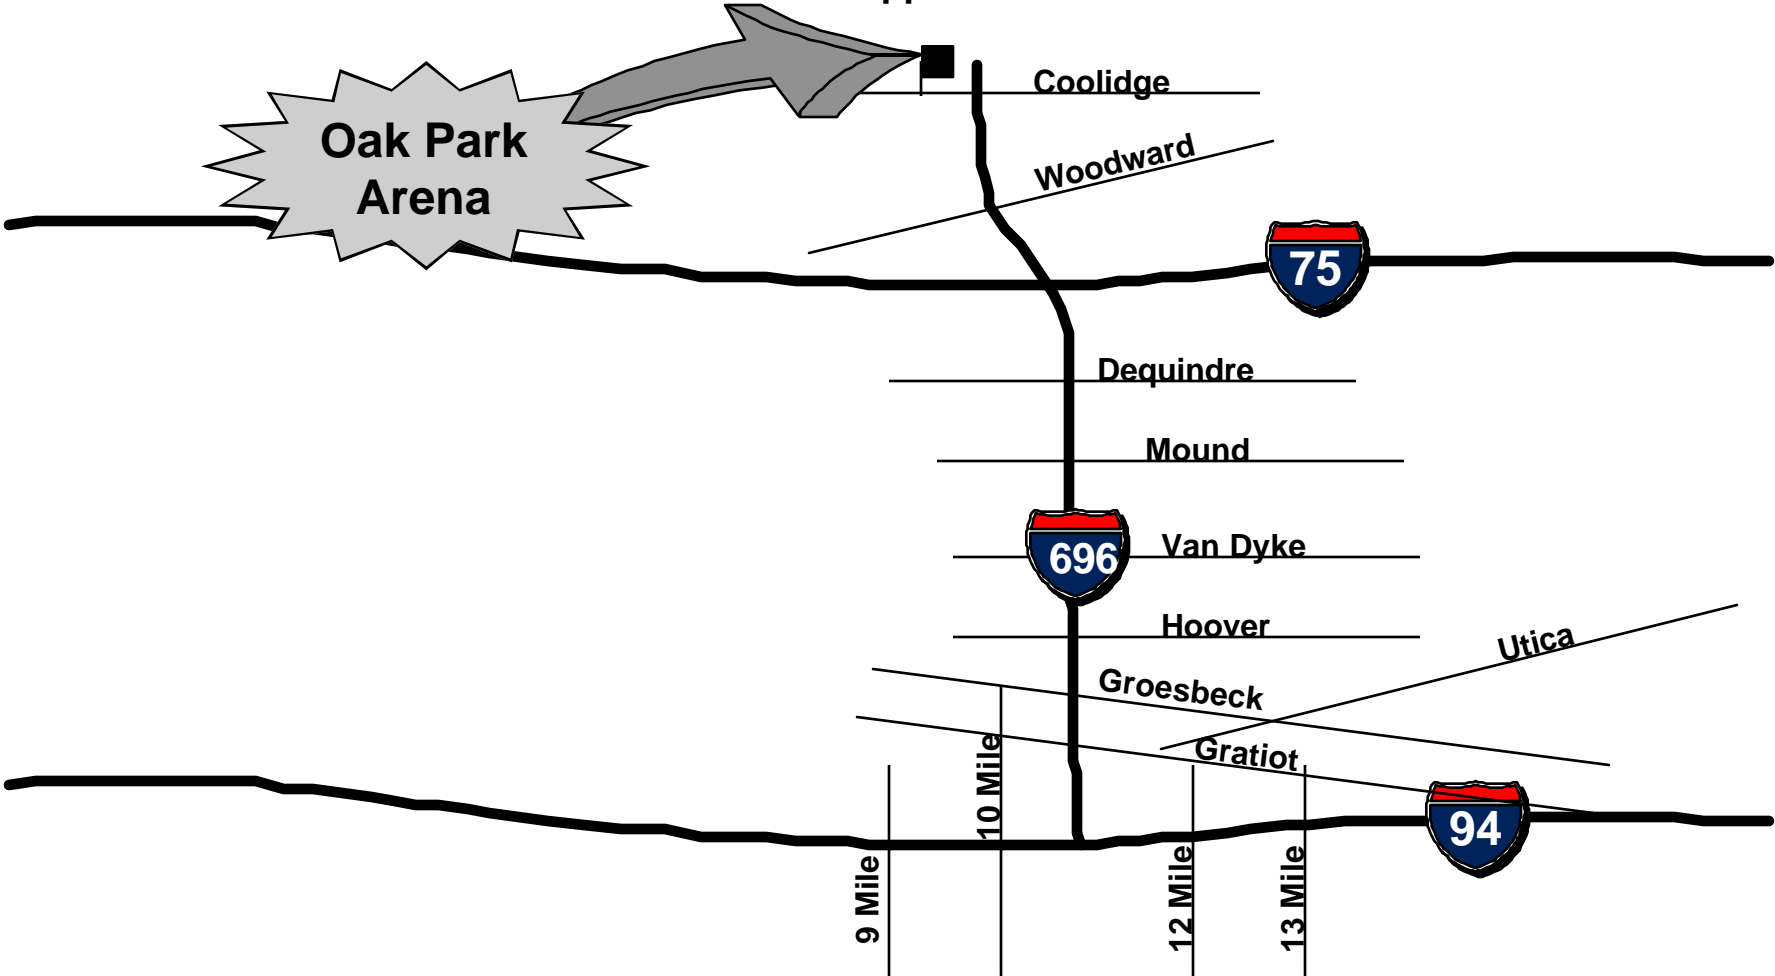 Coolidge
Oak Park
Arena
Woodward
75
Dequindre
Mound
696
Van Dyke
Hoover
Utica
Groesbeck
Gratiot
10 Mile
94
9 Mile
12 Mile
13 Mile